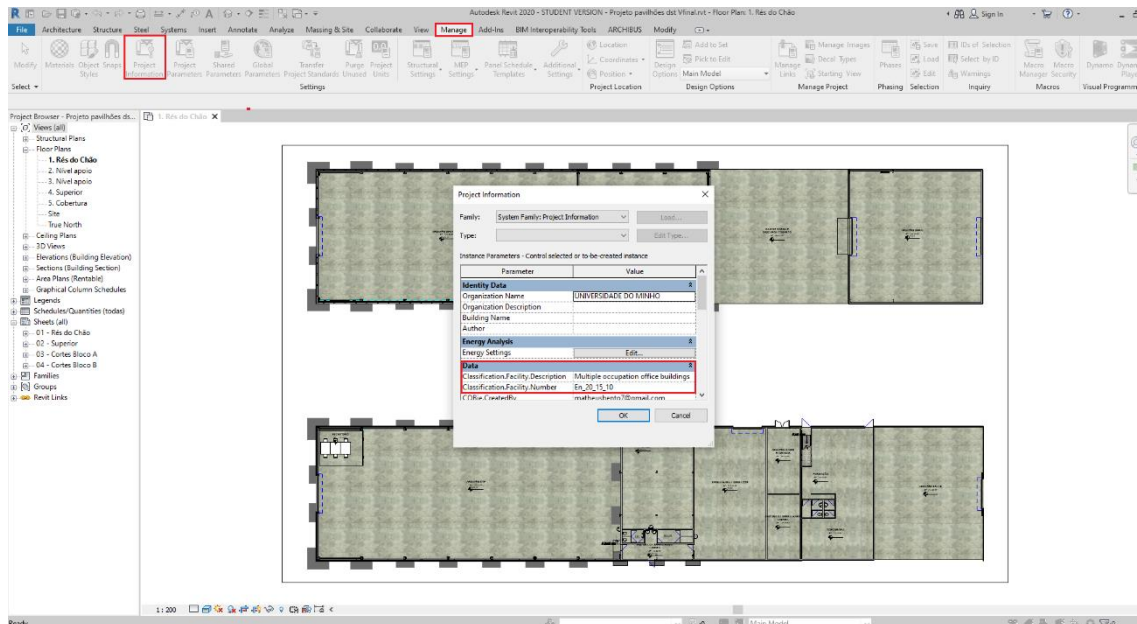 Autodesk Revit 2020 - STUDENT VERSION - Projeto pavilhões dst Vfinal.rvt - Floor Plan: 1. Rés do Chão
Sign In
File Architecture Structure Steel Systems Insert Annotate Analyze Massing & Site Collaborate View Manage Add-Ins BIM Interoperability Tools ARCHIBUS Modify
Modify Materials Object Styles Snaps Project Information Project Parameters Shared Parameters Global Parameters Transfer Project Standards Purge Unused Project Units Structural Settings MEP Settings Panel Schedule Templates Additional Settings
Location
Coordinates
Position
Design Options
Add to Set
Pick to Edit
Main Model
Manage Links
Manage Images
Decal Types
Starting View
Phases
Save
Load
Edit
IDs of Selection
Select by ID
Warnings
Macro Manager Macro Security
Dynamo
Select Settings Project Location Design Options Manage Project Phasing Selection Inquiry Macros Visual Programm
Project Browser - Projeto pavilhões ds...
1. Rés do Chão
Views (all)
Structural Plans
Floor Plans
1. Rés do Chão
2. Nível apoio
3. Nível apoio
4. Superior
5. Cobertura
Site
True North
Ceiling Plans
3D Views
Elevations (Building Elevation)
Sections (Building Section)
Area Plans (Rentable)
Graphical Column Schedules
Legends
Schedules/Quantities (todas)
Sheets (all)
01 - Rés do Chão
02 - Superior
03 - Cortes Bloco A
04 - Cortes Bloco B
Families
Groups
Revit Links
Project Information
Family: System Family: Project Information Load...
Type: Edit Type...
Instance Parameters - Control selected or to-be-created instance
Parameter Value
Identity Data
Organization Name UNIVERSIDADE DO MINHO
Organization Description
Building Name
Author
Energy Analysis
Energy Settings Edit...
Data
Classification.Facility.Description Multiple occupation office buildings
Classification.Facility.Number En_20_15_10
COBie.CreatedBy matheusbento7@gmail.com
OK Cancel
1 : 200
Ready
Main Model